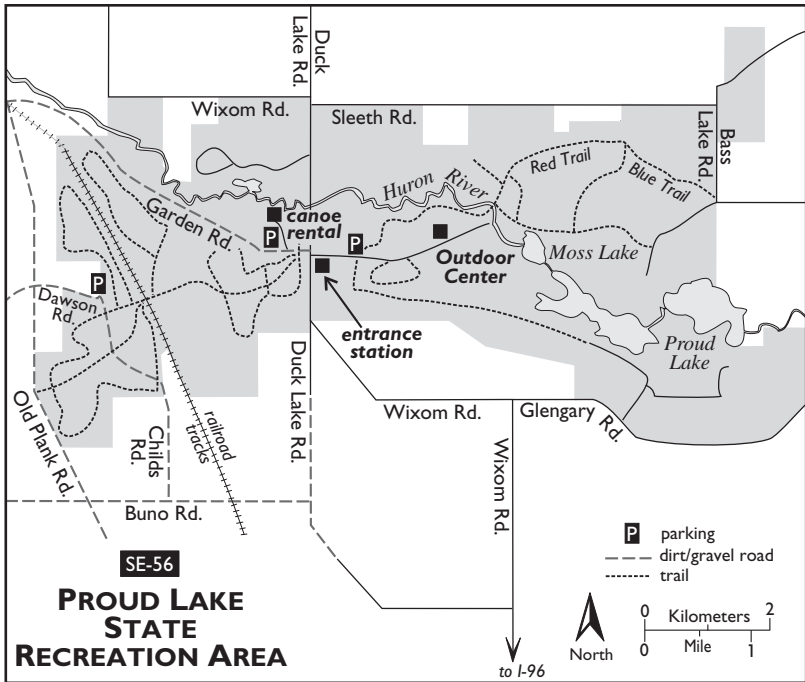 Duck
Lake Rd.
Wixom Rd.
Sleeth Rd.
Bass
Lake Rd.
Red Trail
Blue Trail
Huron River
Garden Rd.
canoe
rental
P
P
P
Outdoor
Center
Moss Lake
Dawson
Rd.
entrance
station
Proud
Lake
Duck Lake Rd.
Wixom Rd.
Glengary Rd.
Old Plank Rd.
Childs
Rd.
railroad
tracks
Wixom Rd.
Buno Rd.
SE-56
PROUD LAKE
STATE
RECREATION AREA
P parking
dirt/gravel road
trail
North
0 Kilometers 2
0 Mile 1
to I-96